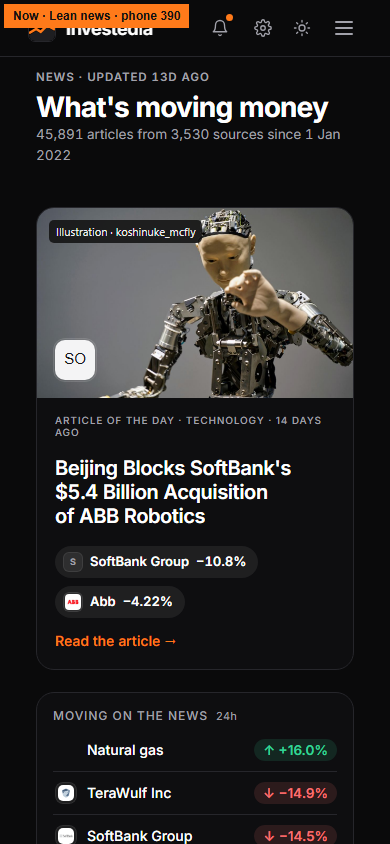 Now · Lean news · phone 390
Investedia
NEWS · UPDATED 13D AGO
What's moving money
45,891 articles from 3,530 sources since 1 Jan
2022
Illustration · koshinuke_mcfly
SO
ARTICLE OF THE DAY · TECHNOLOGY · 14 DAYS
AGO
Beijing Blocks SoftBank's
$5.4 Billion Acquisition
of ABB Robotics
S SoftBank Group −10.8%
ABB Abb −4.22%
Read the article →
MOVING ON THE NEWS 24h
Natural gas ↑ +16.0%
TeraWulf Inc ↓ −14.9%
SoftBank Group ↓ −14.5%